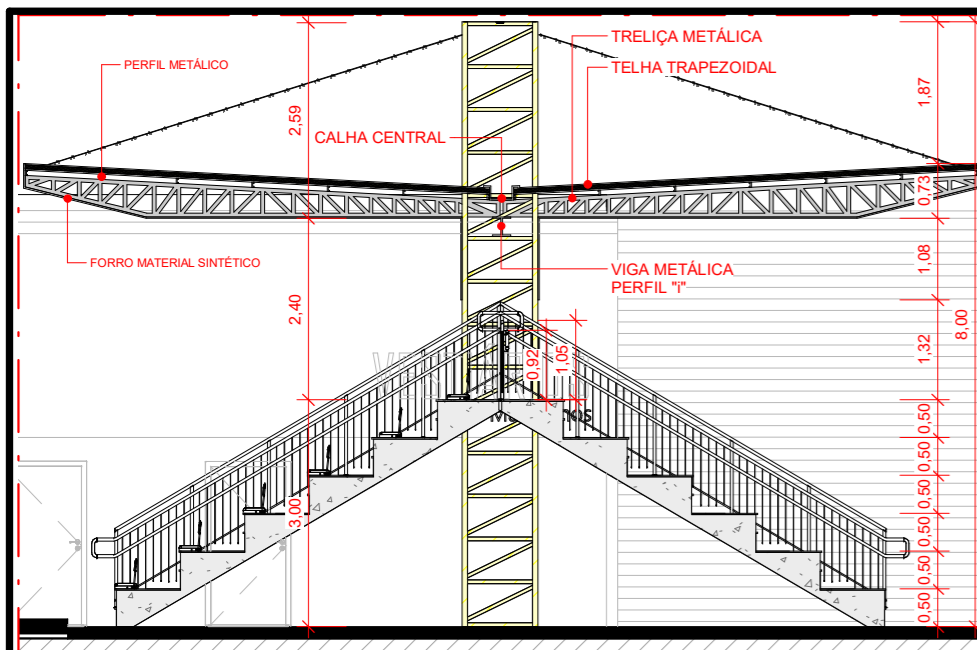 TRELIÇA METÁLICA
PERFIL METÁLICO
TELHA TRAPEZOIDAL
1,87
2,59
CALHA CENTRAL
0,73
FORRO MATERIAL SINTÉTICO
VIGA METÁLICA
PERFIL "i"
1,08
2,40
8,00
1,32
0,92
1,05
0,50
0,50
0,50
3,00
0,50
0,50
0,50